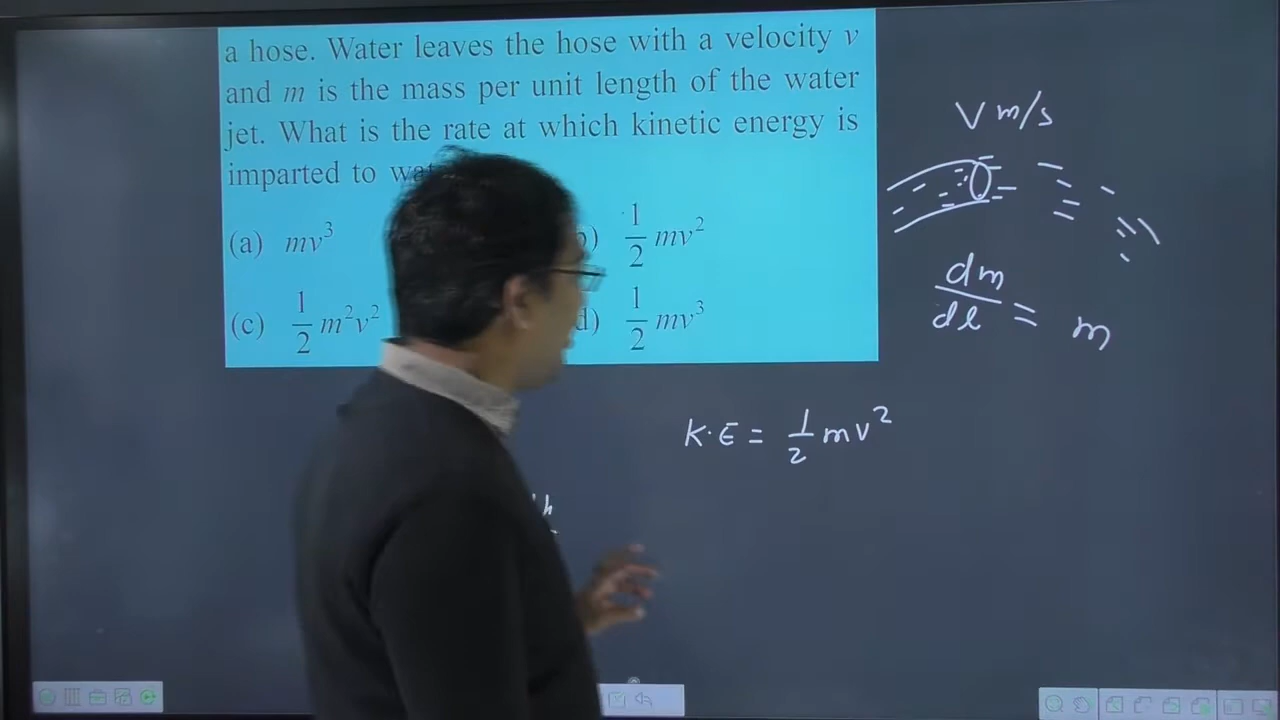 a hose. Water leaves the hose with a velocity v
and m is the mass per unit length of the water
jet. What is the rate at which kinetic energy is
imparted to
(a) mv³
1/2 mv²
(c) 1/2 m²v²
d) 1/2 mv³
V m/s
dm/dl = m
K.E = 1/2 mv²